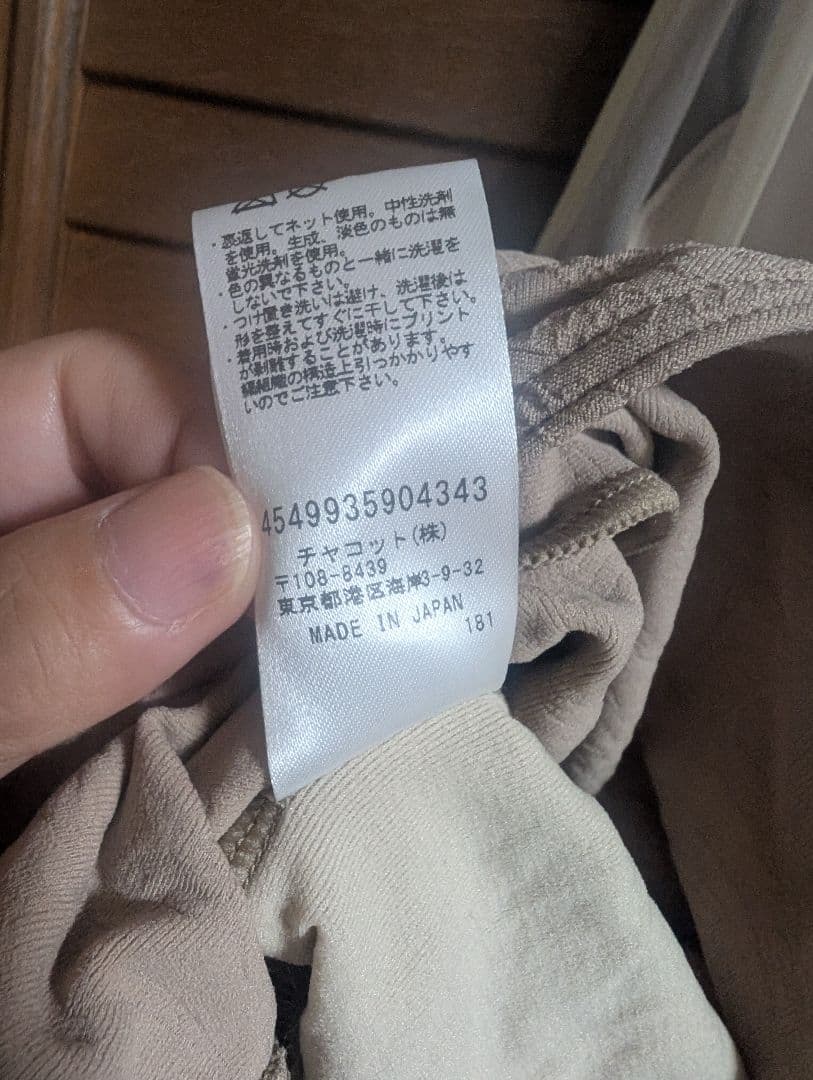 ・裏返してネット使用。中性洗剤
を使用。生成、淡色のものは無
蛍光洗剤を使用。
・色の異なるものと一緒に洗濯を
しないで下さい。
・つけ置き洗いは避け、洗濯後は
形を整えてすぐに干して下さい。
・着用時および洗濯時にプリント
が剥離することがあります。
繊組織の構造上引っかかりやす
いのでご注意下さい。
4549935904343
チャコット(株)
〒108-8439
東京都港区海岸3-9-32
MADE IN JAPAN
181